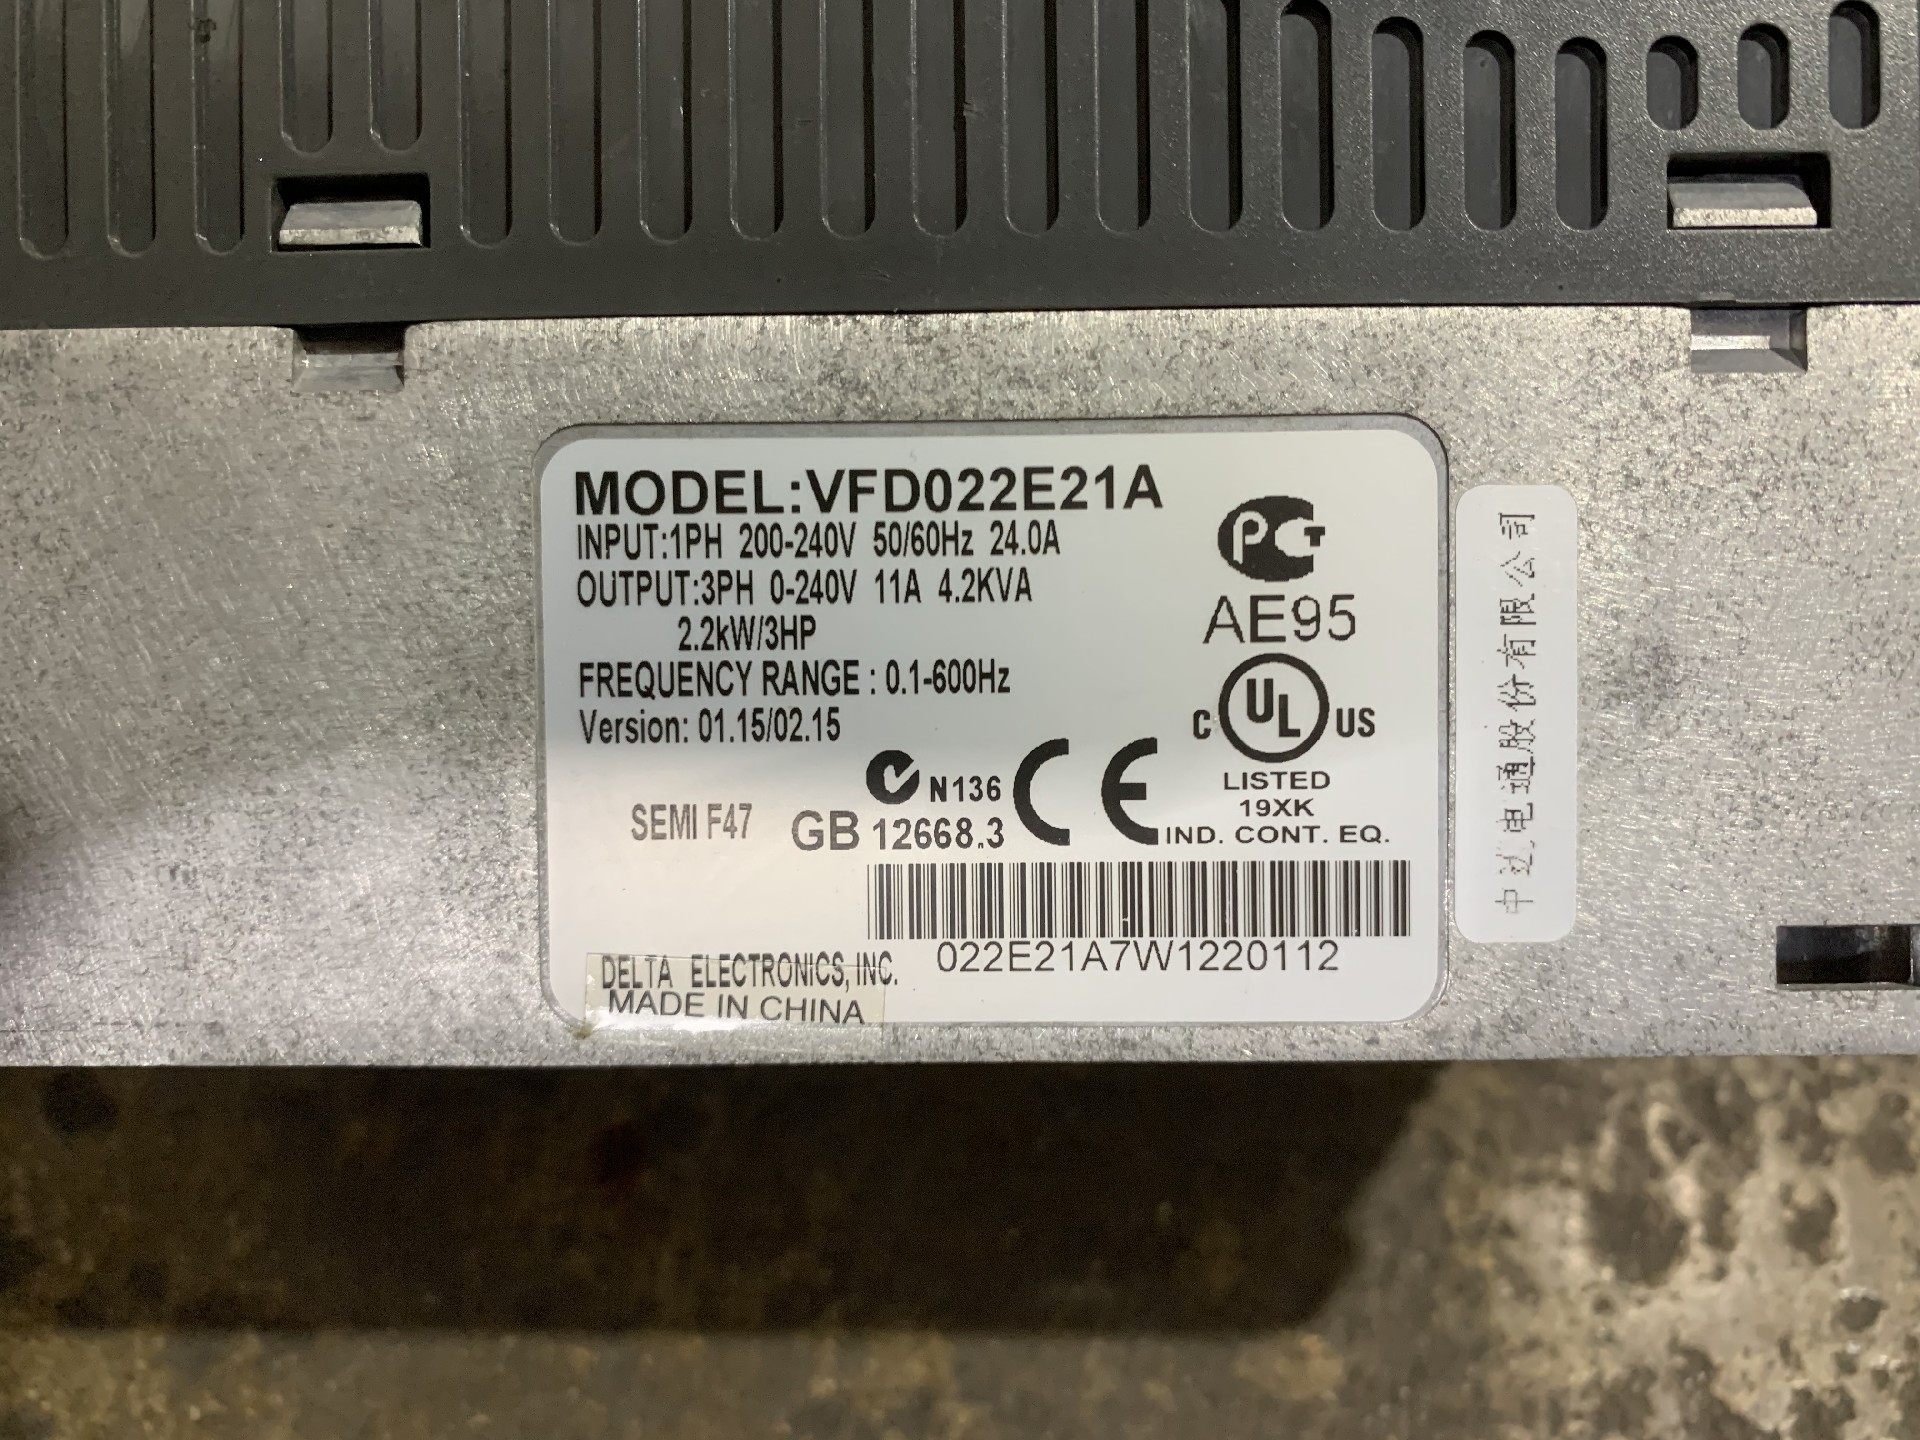 MODEL:VFD022E21A
INPUT:1PH 200-240V 50/60Hz 24.0A
OUTPUT:3PH 0-240V 11A 4.2KVA
2.2kW/3HP
FREQUENCY RANGE : 0.1-600Hz
Version: 01.15/02.15
PCT
AE95
C UL US
LISTED
19XK
IND. CONT. EQ.
N136
CE
SEMI F47
GB 12668.3
022E21A7W1220112
DELTA ELECTRONICS, INC.
MADE IN CHINA
中达电通股份有限公司